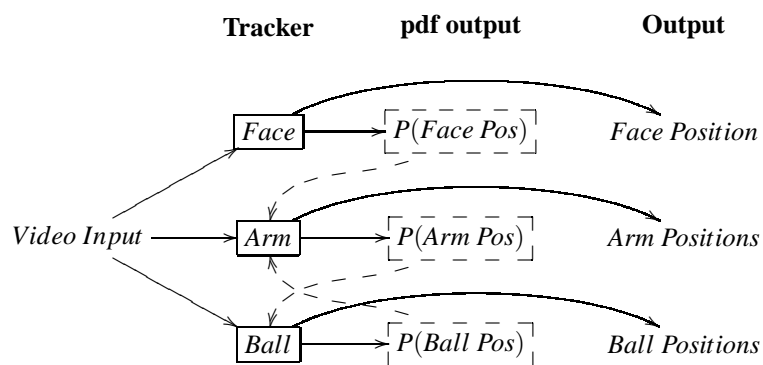 Tracker pdf output Output
Face P(Face Pos) Face Position
Video Input Arm P(Arm Pos) Arm Positions
Ball P(Ball Pos) Ball Positions